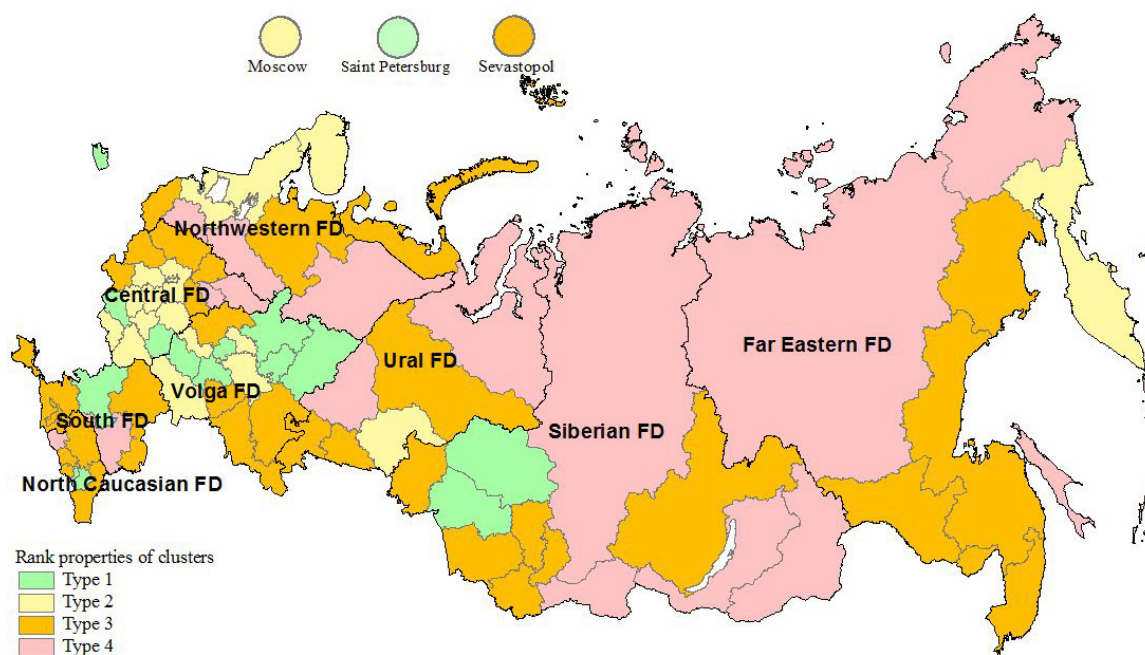 Moscow
Saint Petersburg
Sevastopol
Northwestern FD
Central FD
Far Eastern FD
Ural FD
Volga FD
South FD
Siberian FD
North Caucasian FD
Rank properties of clusters
Type 1
Type 2
Type 3
Type 4